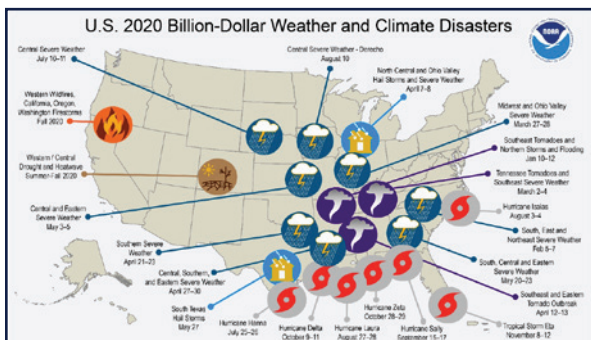 U.S. 2020 Billion-Dollar Weather and Climate Disasters
NOAA
Central Severe Weather
July 10–11
Central Severe Weather - Derecho
August 10
North-Central and Ohio Valley
Hail Storms and Severe Weather
April 7–8
Western Wildfires,
California, Oregon,
Washington Firestorms
Fall 2020
Midwest and Ohio Valley
Severe Weather
March 27–28
Southeast Tornadoes and
Northern Storms and Flooding
Jan 10–12
Western / Central
Drought and Heatwave
Summer-Fall 2020
Tennessee Tornadoes and
Southeast Severe Weather
March 2–4
Hurricane Isaias
August 3–4
Central and Eastern
Severe Weather
May 3–5
South, East and
Northeast Severe Weather
Feb 5–7
Southern Severe
Weather
April 21–23
South, Central and Eastern
Severe Weather
May 20–23
Central, Southern,
and Eastern Severe Weather
April 27–30
Southeast and Eastern
Tornado Outbreak
April 12–13
South Texas
Hail Storms
May 27
Hurricane Hanna
July 25–26
Hurricane Delta
October 9–11
Hurricane Laura
August 27–28
Hurricane Zeta
October 28–29
Hurricane Sally
September 15–17
Tropical Storm Eta
November 8–12